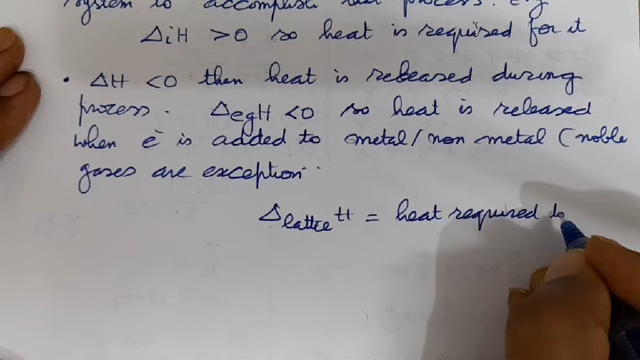 system to accomplish that process. e.g
ΔiH > 0 so heat is required for it
• ΔH < 0 then heat is released during
process. ΔegH < 0 so heat is released
when e⁻ is added to metal/non metal (noble
gases are exception.
Δlattice H = heat required to